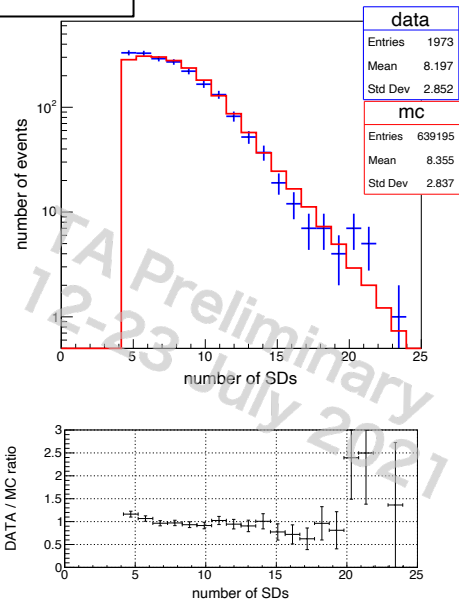 data
Entries 1973
Mean 8.197
Std Dev 2.852
mc
Entries 639195
Mean 8.355
Std Dev 2.837
number of events
10²
10
1
0 5 10 15 20 25
number of SDs
TA Preliminary
12-23 July 2021
DATA / MC ratio
3
2.5
2
1.5
1
0.5
0
0 5 10 15 20 25
number of SDs